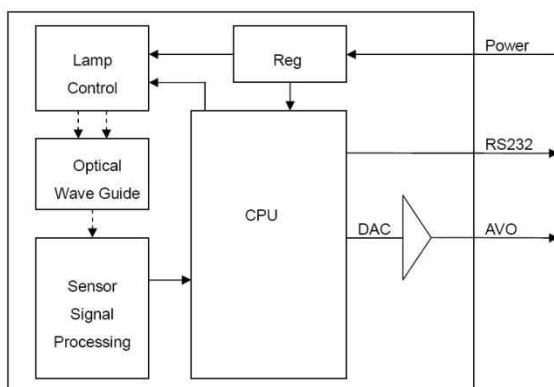 Lamp
Control
Reg
Power
Optical
Wave Guide
CPU
RS232
DAC
AVO
Sensor
Signal
Processing